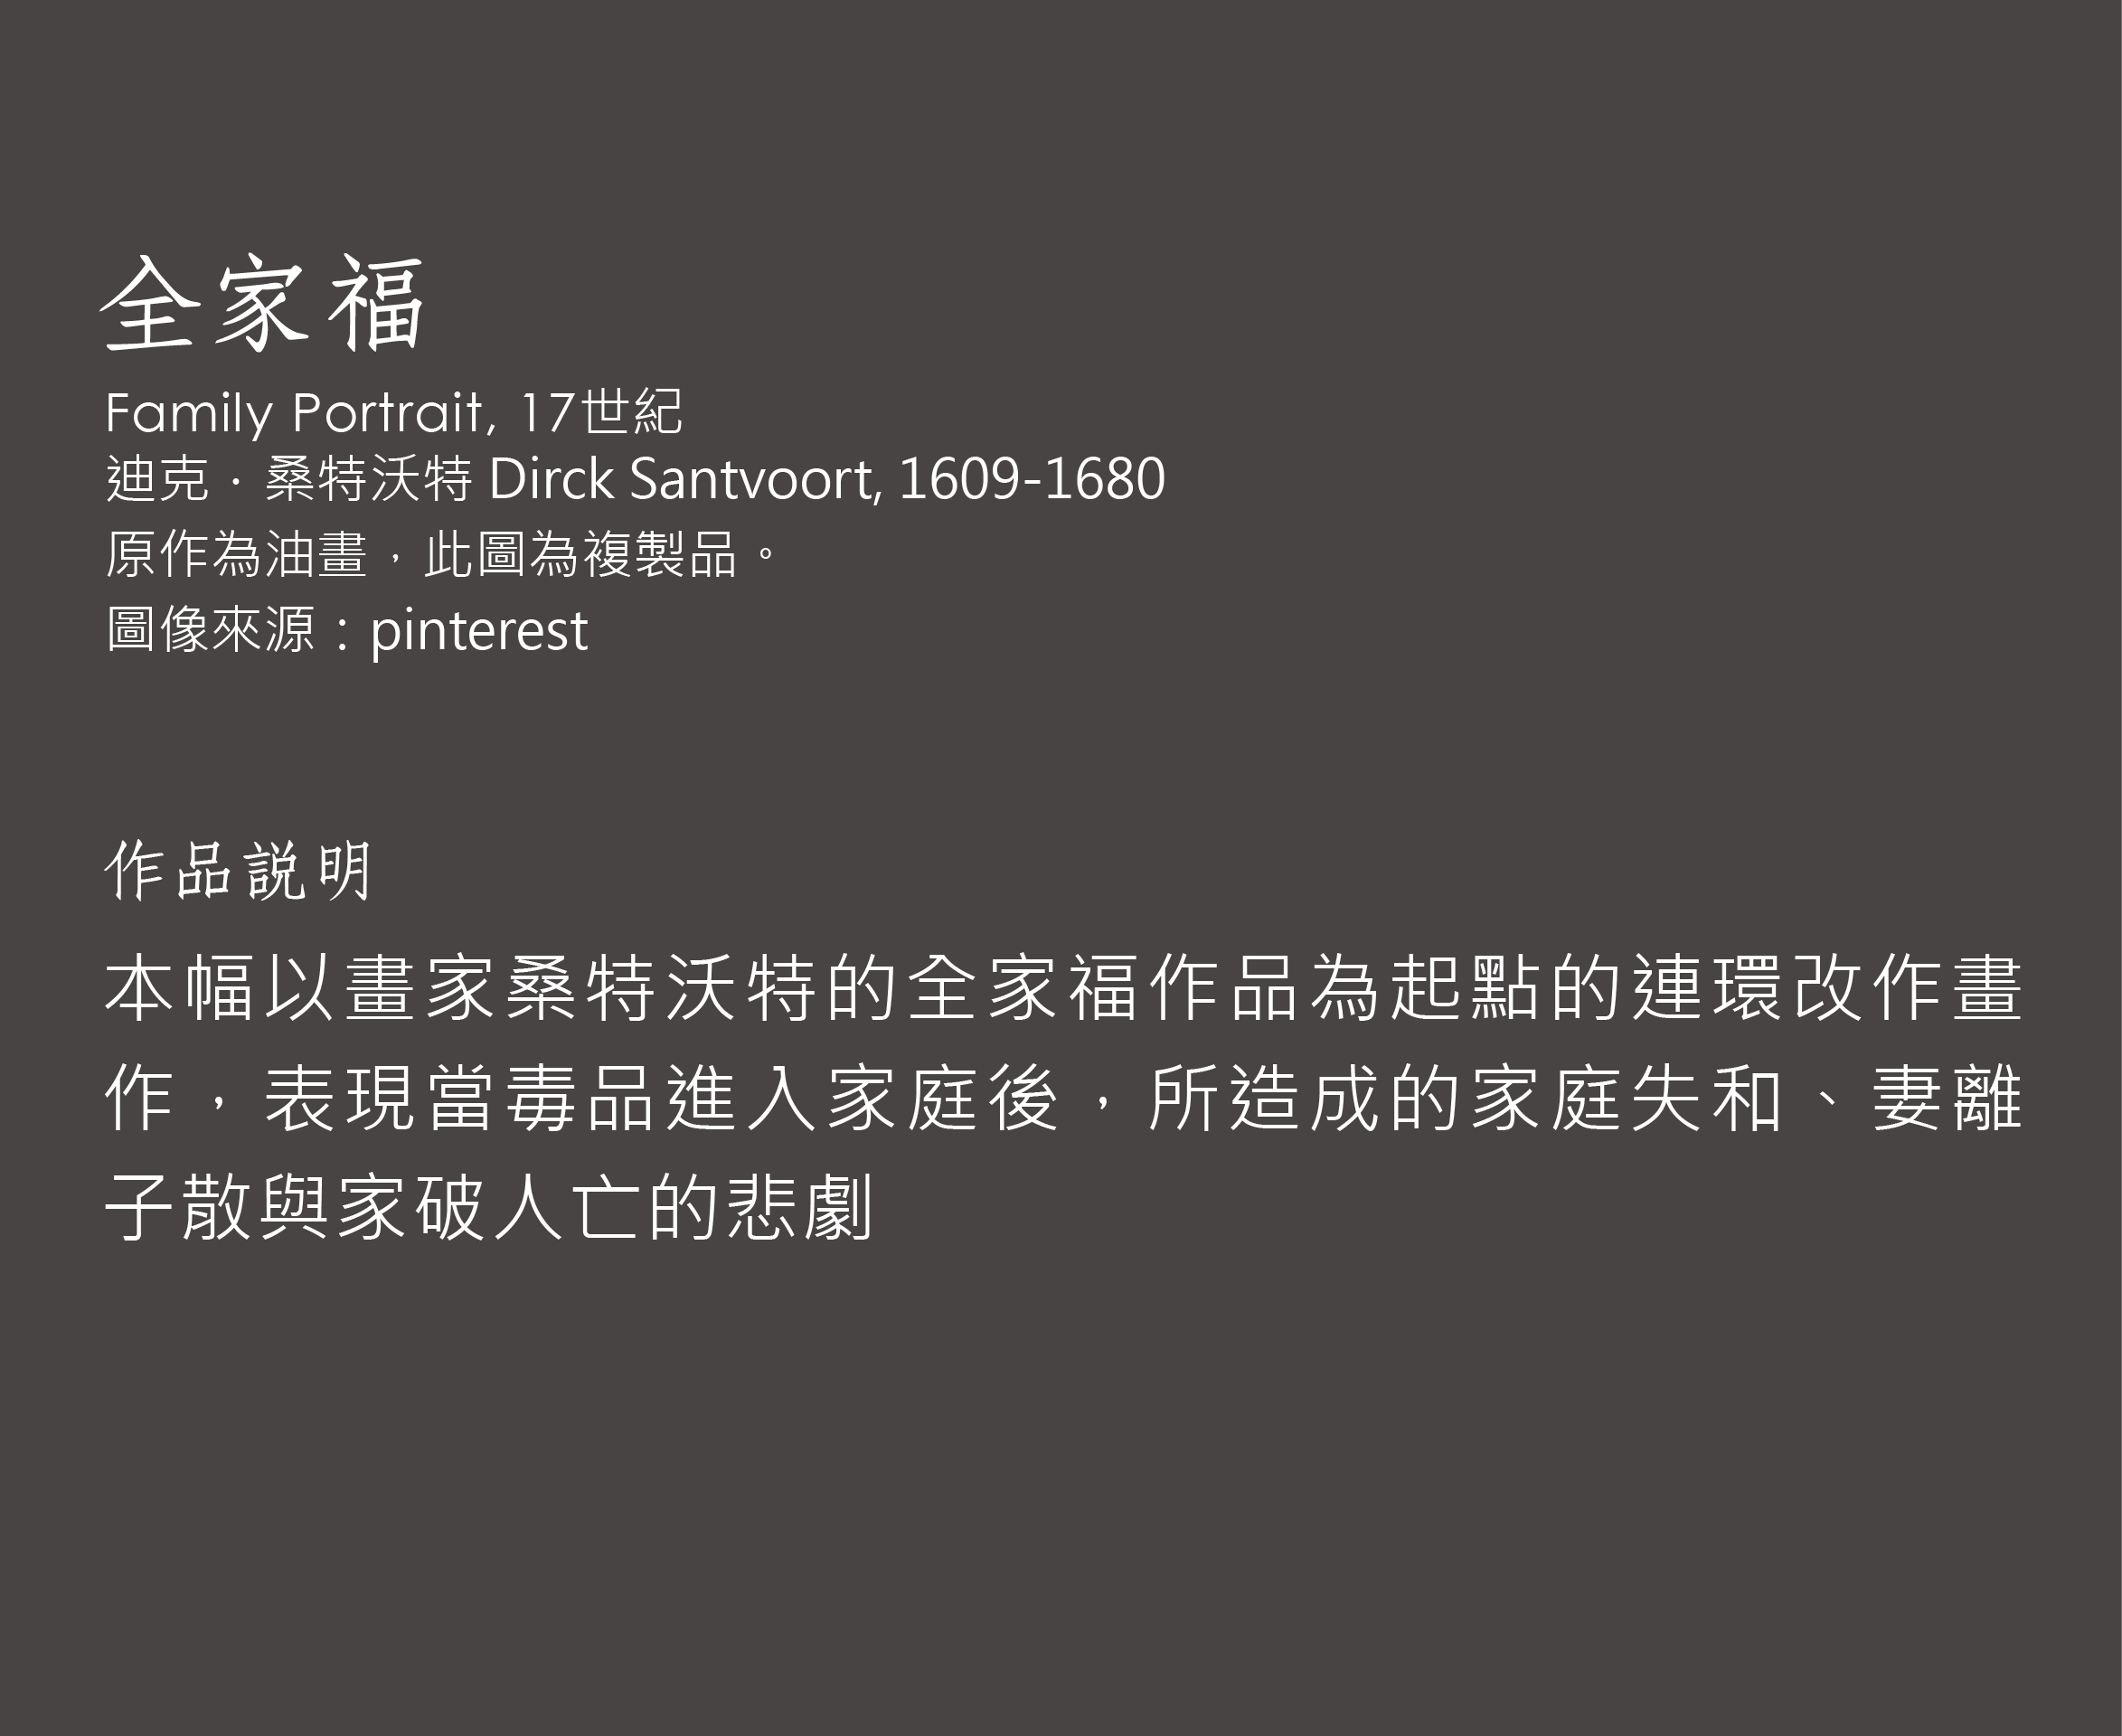 全家福
Family Portrait, 17世紀
迪克・桑特沃特 Dirck Santvoort, 1609-1680
原作為油畫，此圖為複製品。
圖像來源：pinterest
作品說明
本幅以畫家桑特沃特的全家福作品為起點的連環改作畫
作，表現當毒品進入家庭後，所造成的家庭失和、妻離
子散與家破人亡的悲劇